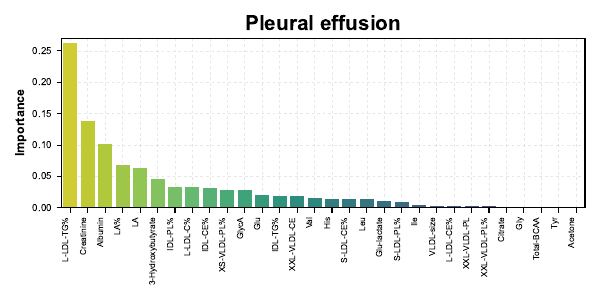 Pleural effusion
Importance
0.25
0.20
0.15
0.10
0.05
0.00
L-LDL-TG%
Creatinine
Albumin
LA%
LA
3-Hydroxybutyrate
IDL-PL%
L-LDL-C%
IDL-CE%
XS-VLDL-PL%
GlycA
Glu
IDL-TG%
XXL-VLDL-CE
Val
His
S-LDL-CE%
Leu
Glu-lactate
S-LDL-PL%
Ile
VLDL-size
L-LDL-CE%
XXL-VLDL-PL
XXL-VLDL-PL%
Citrate
Gly
Total-BCAA
Tyr
Acetone